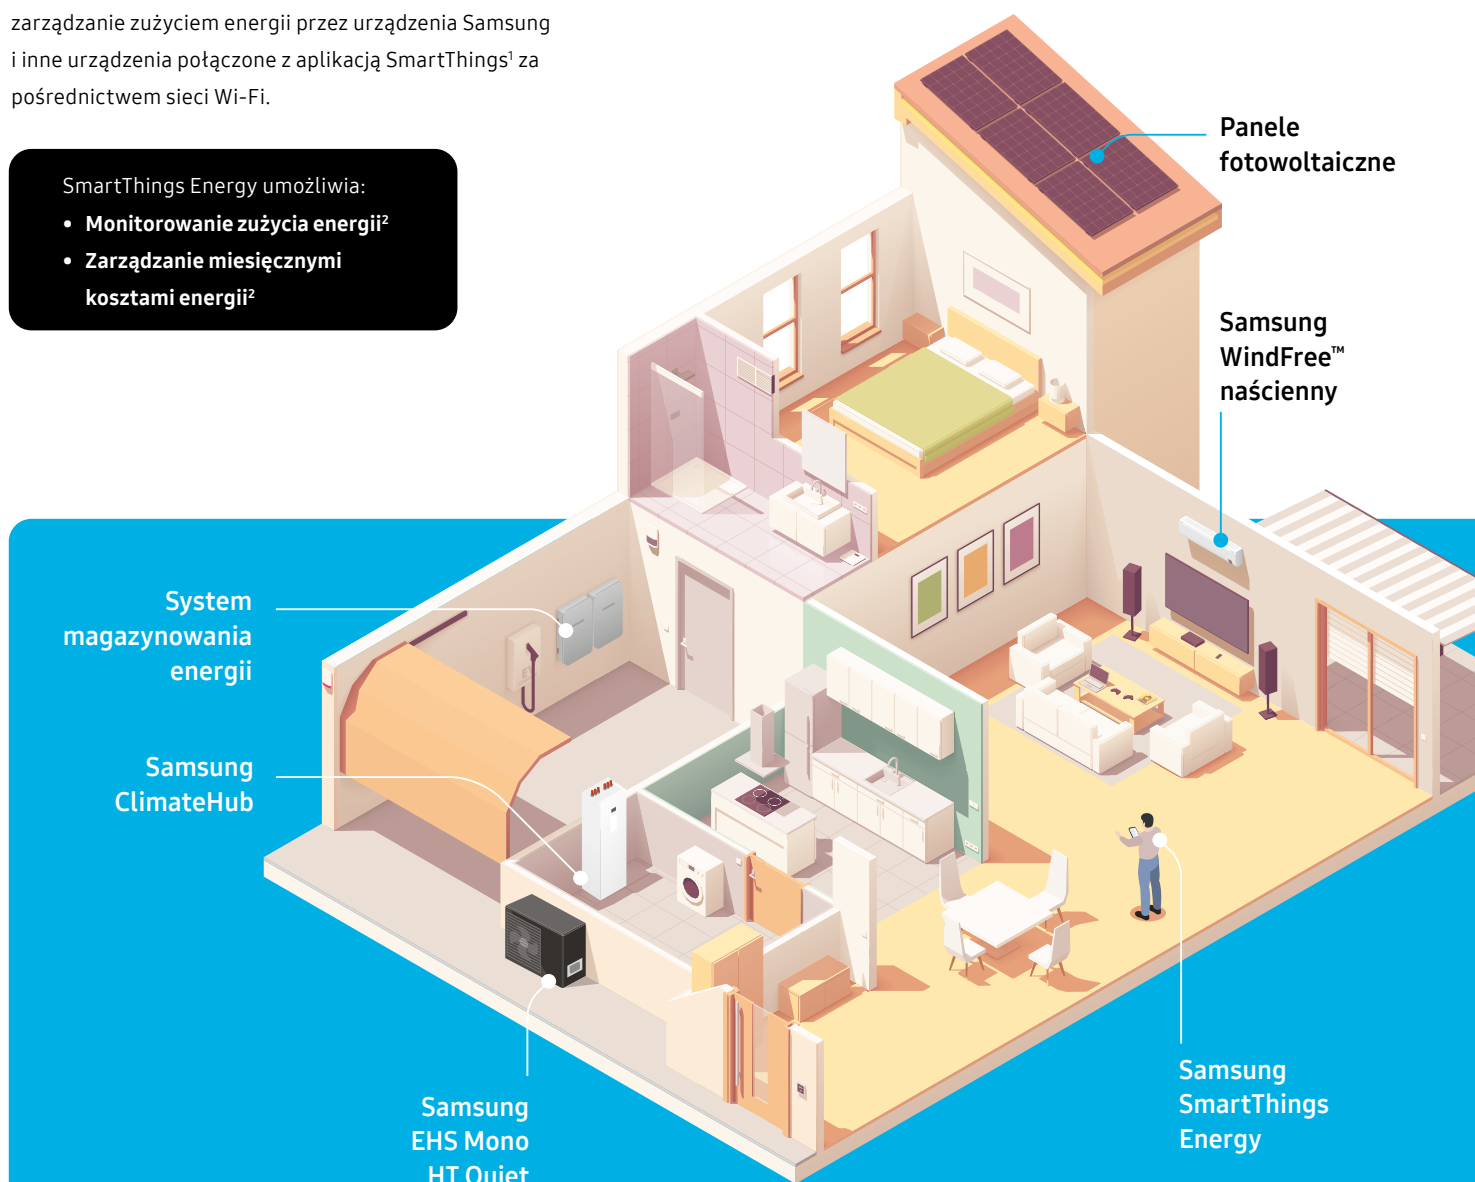 zarządzanie zużyciem energii przez urządzenia Samsung
i inne urządzenia połączone z aplikacją SmartThings¹ za
pośrednictwem sieci Wi-Fi.
SmartThings Energy umożliwia:
• Monitorowanie zużycia energii²
• Zarządzanie miesięcznymi
kosztami energii²
Panele
fotowoltaiczne
Samsung
WindFree™
naścienny
System
magazynowania
energii
Samsung
ClimateHub
Samsung
EHS Mono
HT Quiet
Samsung
SmartThings
Energy